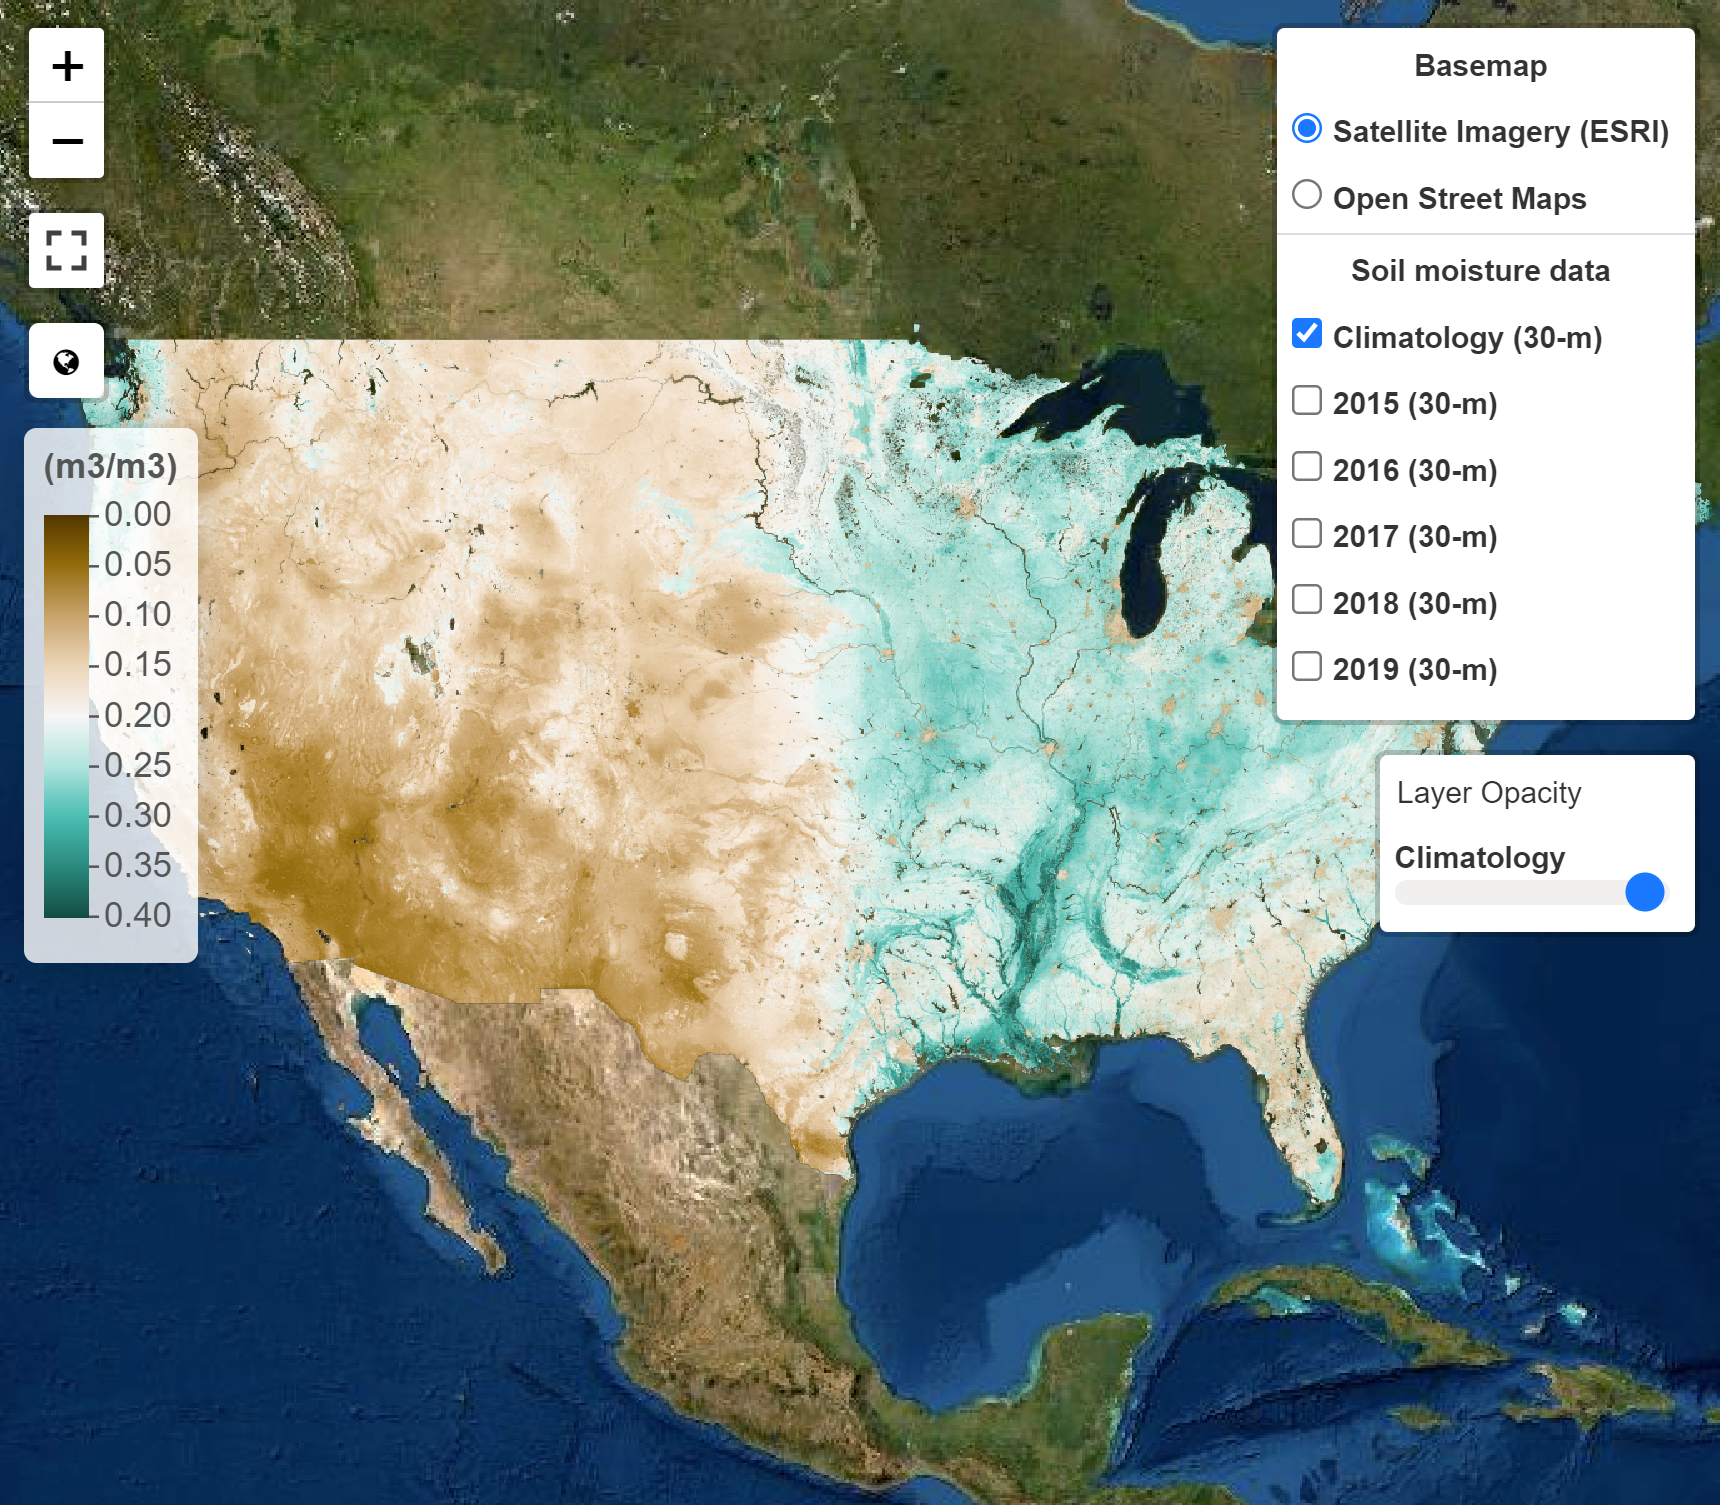 +
−
(m3/m3)
0.00
0.05
0.10
0.15
0.20
0.25
0.30
0.35
0.40
Basemap
Satellite Imagery (ESRI)
Open Street Maps
Soil moisture data
Climatology (30-m)
2015 (30-m)
2016 (30-m)
2017 (30-m)
2018 (30-m)
2019 (30-m)
Layer Opacity
Climatology